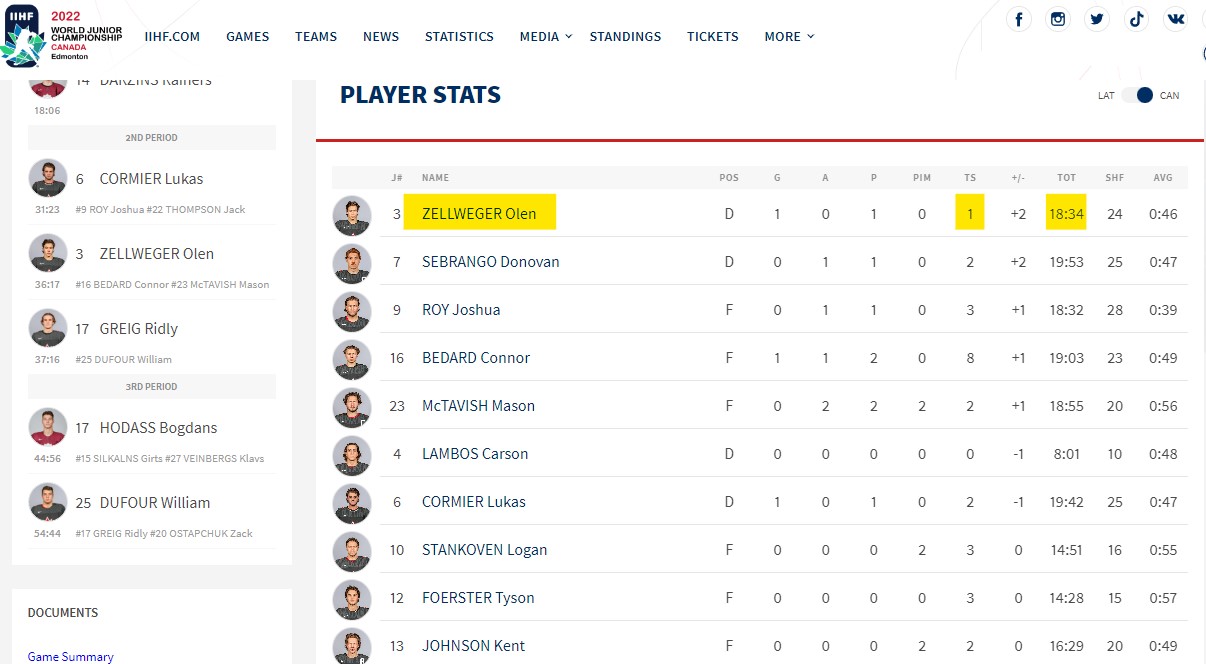 IIHF
2022
WORLD JUNIOR
CHAMPIONSHIP
CANADA
Edmonton
IIHF.COM GAMES TEAMS NEWS STATISTICS MEDIA STANDINGS TICKETS MORE
14 DARZINS Rainers
18:06
2ND PERIOD
6 CORMIER Lukas
31:23 #9 ROY Joshua #22 THOMPSON Jack
3 ZELLWEGER Olen
36:17 #16 BEDARD Connor #23 McTAVISH Mason
17 GREIG Ridly
37:16 #25 DUFOUR William
3RD PERIOD
17 HODASS Bogdans
44:56 #15 SILKALNS Girts #27 VEINBERGS Klavs
25 DUFOUR William
54:44 #17 GREIG Ridly #20 OSTAPCHUK Zack
DOCUMENTS
Game Summary
PLAYER STATS
LAT CAN
J# NAME POS G A P PIM TS +/- TOT SHF AVG
3 ZELLWEGER Olen D 1 0 1 0 1 +2 18:34 24 0:46
7 SEBRANGO Donovan D 0 1 1 0 2 +2 19:53 25 0:47
9 ROY Joshua F 0 1 1 0 3 +1 18:32 28 0:39
16 BEDARD Connor F 1 1 2 0 8 +1 19:03 23 0:49
23 McTAVISH Mason F 0 2 2 2 2 +1 18:55 20 0:56
4 LAMBOS Carson D 0 0 0 0 0 -1 8:01 10 0:48
6 CORMIER Lukas D 1 0 1 0 2 -1 19:42 25 0:47
10 STANKOVEN Logan F 0 0 0 2 3 0 14:51 16 0:55
12 FOERSTER Tyson F 0 0 0 0 3 0 14:28 15 0:57
13 JOHNSON Kent F 0 0 0 2 2 0 16:29 20 0:49